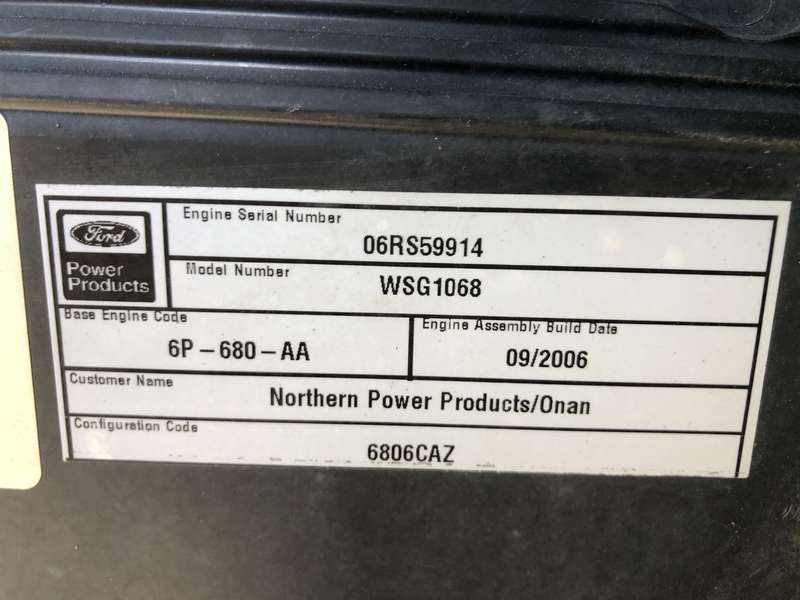 Ford
Power
Products
Engine Serial Number
06RS59914
Model Number
WSG1068
Base Engine Code
6P-680-AA
Engine Assembly Build Date
09/2006
Customer Name
Northern Power Products/Onan
Configuration Code
6806CAZ